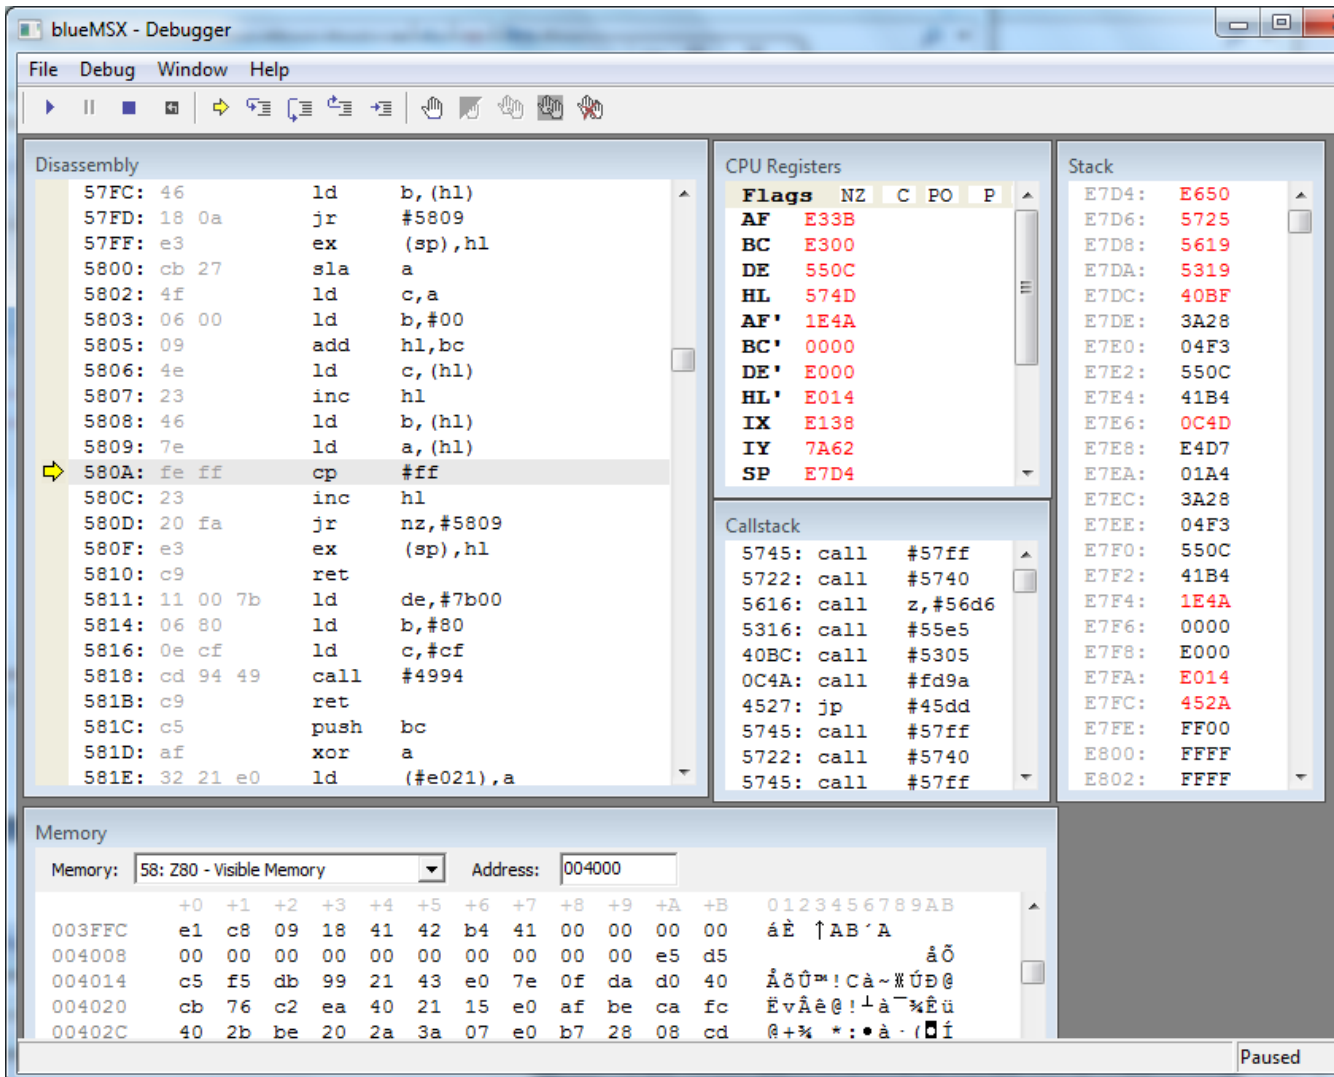 blueMSX - Debugger
File Debug Window Help
Disassembly
57FC: 46 ld b,(hl)
57FD: 18 0a jr #5809
57FF: e3 ex (sp),hl
5800: cb 27 sla a
5802: 4f ld c,a
5803: 06 00 ld b,#00
5805: 09 add hl,bc
5806: 4e ld c,(hl)
5807: 23 inc hl
5808: 46 ld b,(hl)
5809: 7e ld a,(hl)
580A: fe ff cp #ff
580C: 23 inc hl
580D: 20 fa jr nz,#5809
580F: e3 ex (sp),hl
5810: c9 ret
5811: 11 00 7b ld de,#7b00
5814: 06 80 ld b,#80
5816: 0e cf ld c,#cf
5818: cd 94 49 call #4994
581B: c9 ret
581C: c5 push bc
581D: af xor a
581E: 32 21 e0 ld (#e021),a
CPU Registers
Flags NZ C PO P
AF E33B
BC E300
DE 550C
HL 574D
AF' 1E4A
BC' 0000
DE' E000
HL' E014
IX E138
IY 7A62
SP E7D4
Callstack
5745: call #57ff
5722: call #5740
5616: call z,#56d6
5316: call #55e5
40BC: call #5305
0C4A: call #fd9a
4527: jp #45dd
5745: call #57ff
5722: call #5740
5745: call #57ff
Stack
E7D4: E650
E7D6: 5725
E7D8: 5619
E7DA: 5319
E7DC: 40BF
E7DE: 3A28
E7E0: 04F3
E7E2: 550C
E7E4: 41B4
E7E6: 0C4D
E7E8: E4D7
E7EA: 01A4
E7EC: 3A28
E7EE: 04F3
E7F0: 550C
E7F2: 41B4
E7F4: 1E4A
E7F6: 0000
E7F8: E000
E7FA: E014
E7FC: 452A
E7FE: FF00
E800: FFFF
E802: FFFF
Memory
Memory: 58: Z80 - Visible Memory Address: 004000
+0 +1 +2 +3 +4 +5 +6 +7 +8 +9 +A +B 0123456789AB
003FFC e1 c8 09 18 41 42 b4 41 00 00 00 00 áÈ ↑AB´A
004008 00 00 00 00 00 00 00 00 00 00 e5 d5 åÕ
004014 c5 f5 db 99 21 43 e0 7e 0f da d0 40 ÅõÛ™!Cà~¤ÚÐ@
004020 cb 76 c2 ea 40 21 15 e0 af be ca fc ËvÂê@!┴à¯¾Êü
00402C 40 2b be 20 2a 3a 07 e0 b7 28 08 cd @+¾ *:•à·(◘Í
Paused